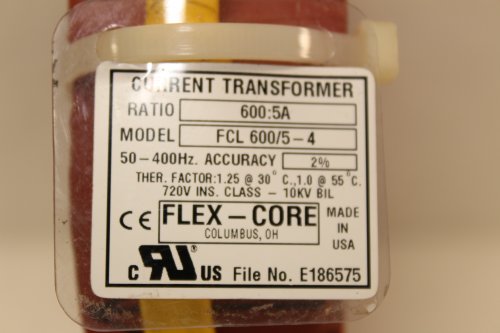 CURRENT TRANSFORMER
RATIO 600:5A
MODEL FCL 600/5-4
50-400Hz. ACCURACY 2%
THER. FACTOR:1.25 @ 30°C.,1.0 @ 55°C.
720V INS. CLASS - 10KV BIL
CE FLEX-CORE MADE
COLUMBUS, OH IN
USA
C RU US File No. E186575